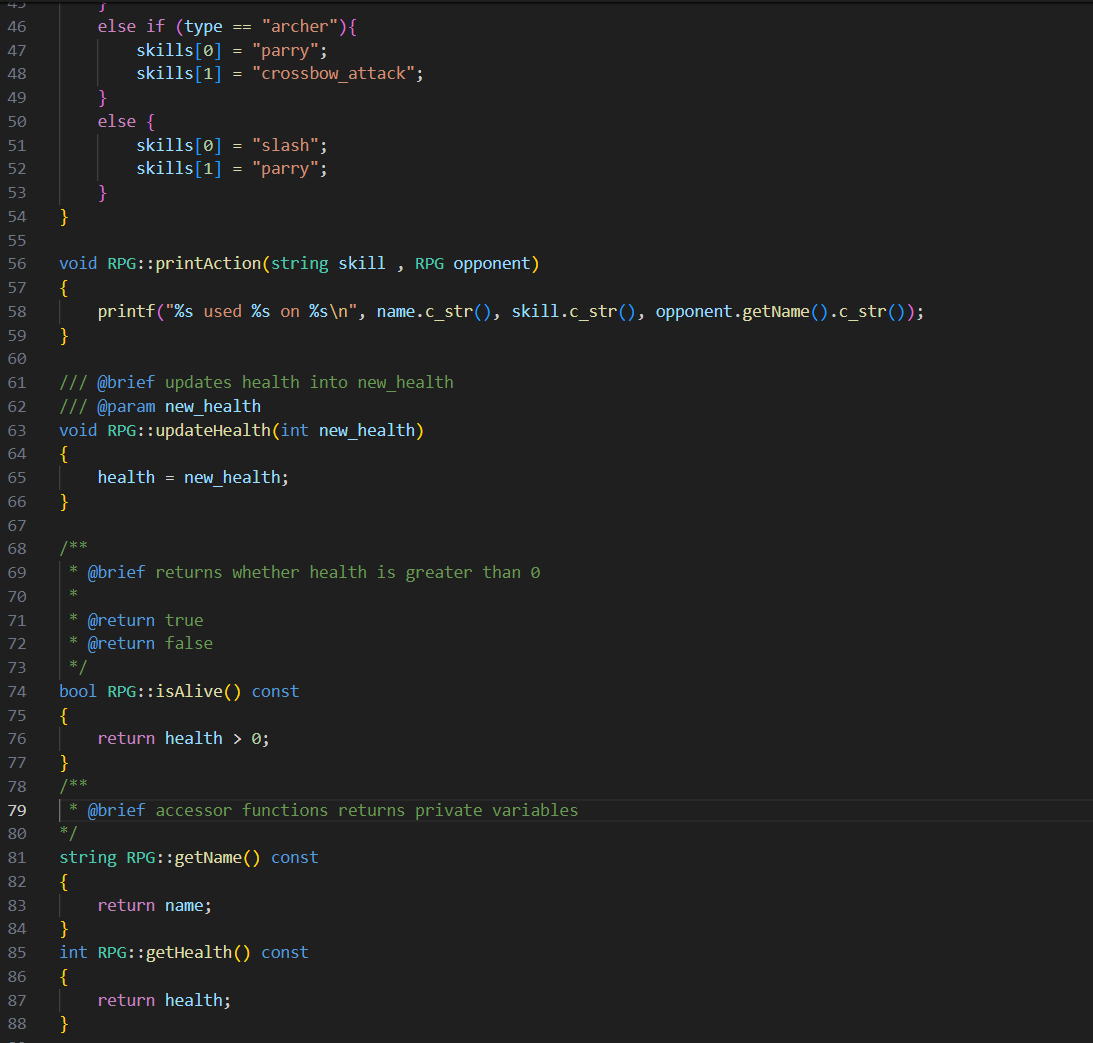 45 }
46 else if (type == "archer"){
47 skills[0] = "parry";
48 skills[1] = "crossbow_attack";
49 }
50 else {
51 skills[0] = "slash";
52 skills[1] = "parry";
53 }
54 }
55
56 void RPG::printAction(string skill , RPG opponent)
57 {
58 printf("%s used %s on %s\n", name.c_str(), skill.c_str(), opponent.getName().c_str());
59 }
60
61 /// @brief updates health into new_health
62 /// @param new_health
63 void RPG::updateHealth(int new_health)
64 {
65 health = new_health;
66 }
67
68 /**
69 * @brief returns whether health is greater than 0
70 *
71 * @return true
72 * @return false
73 */
74 bool RPG::isAlive() const
75 {
76 return health > 0;
77 }
78 /**
79 * @brief accessor functions returns private variables
80 */
81 string RPG::getName() const
82 {
83 return name;
84 }
85 int RPG::getHealth() const
86 {
87 return health;
88 }